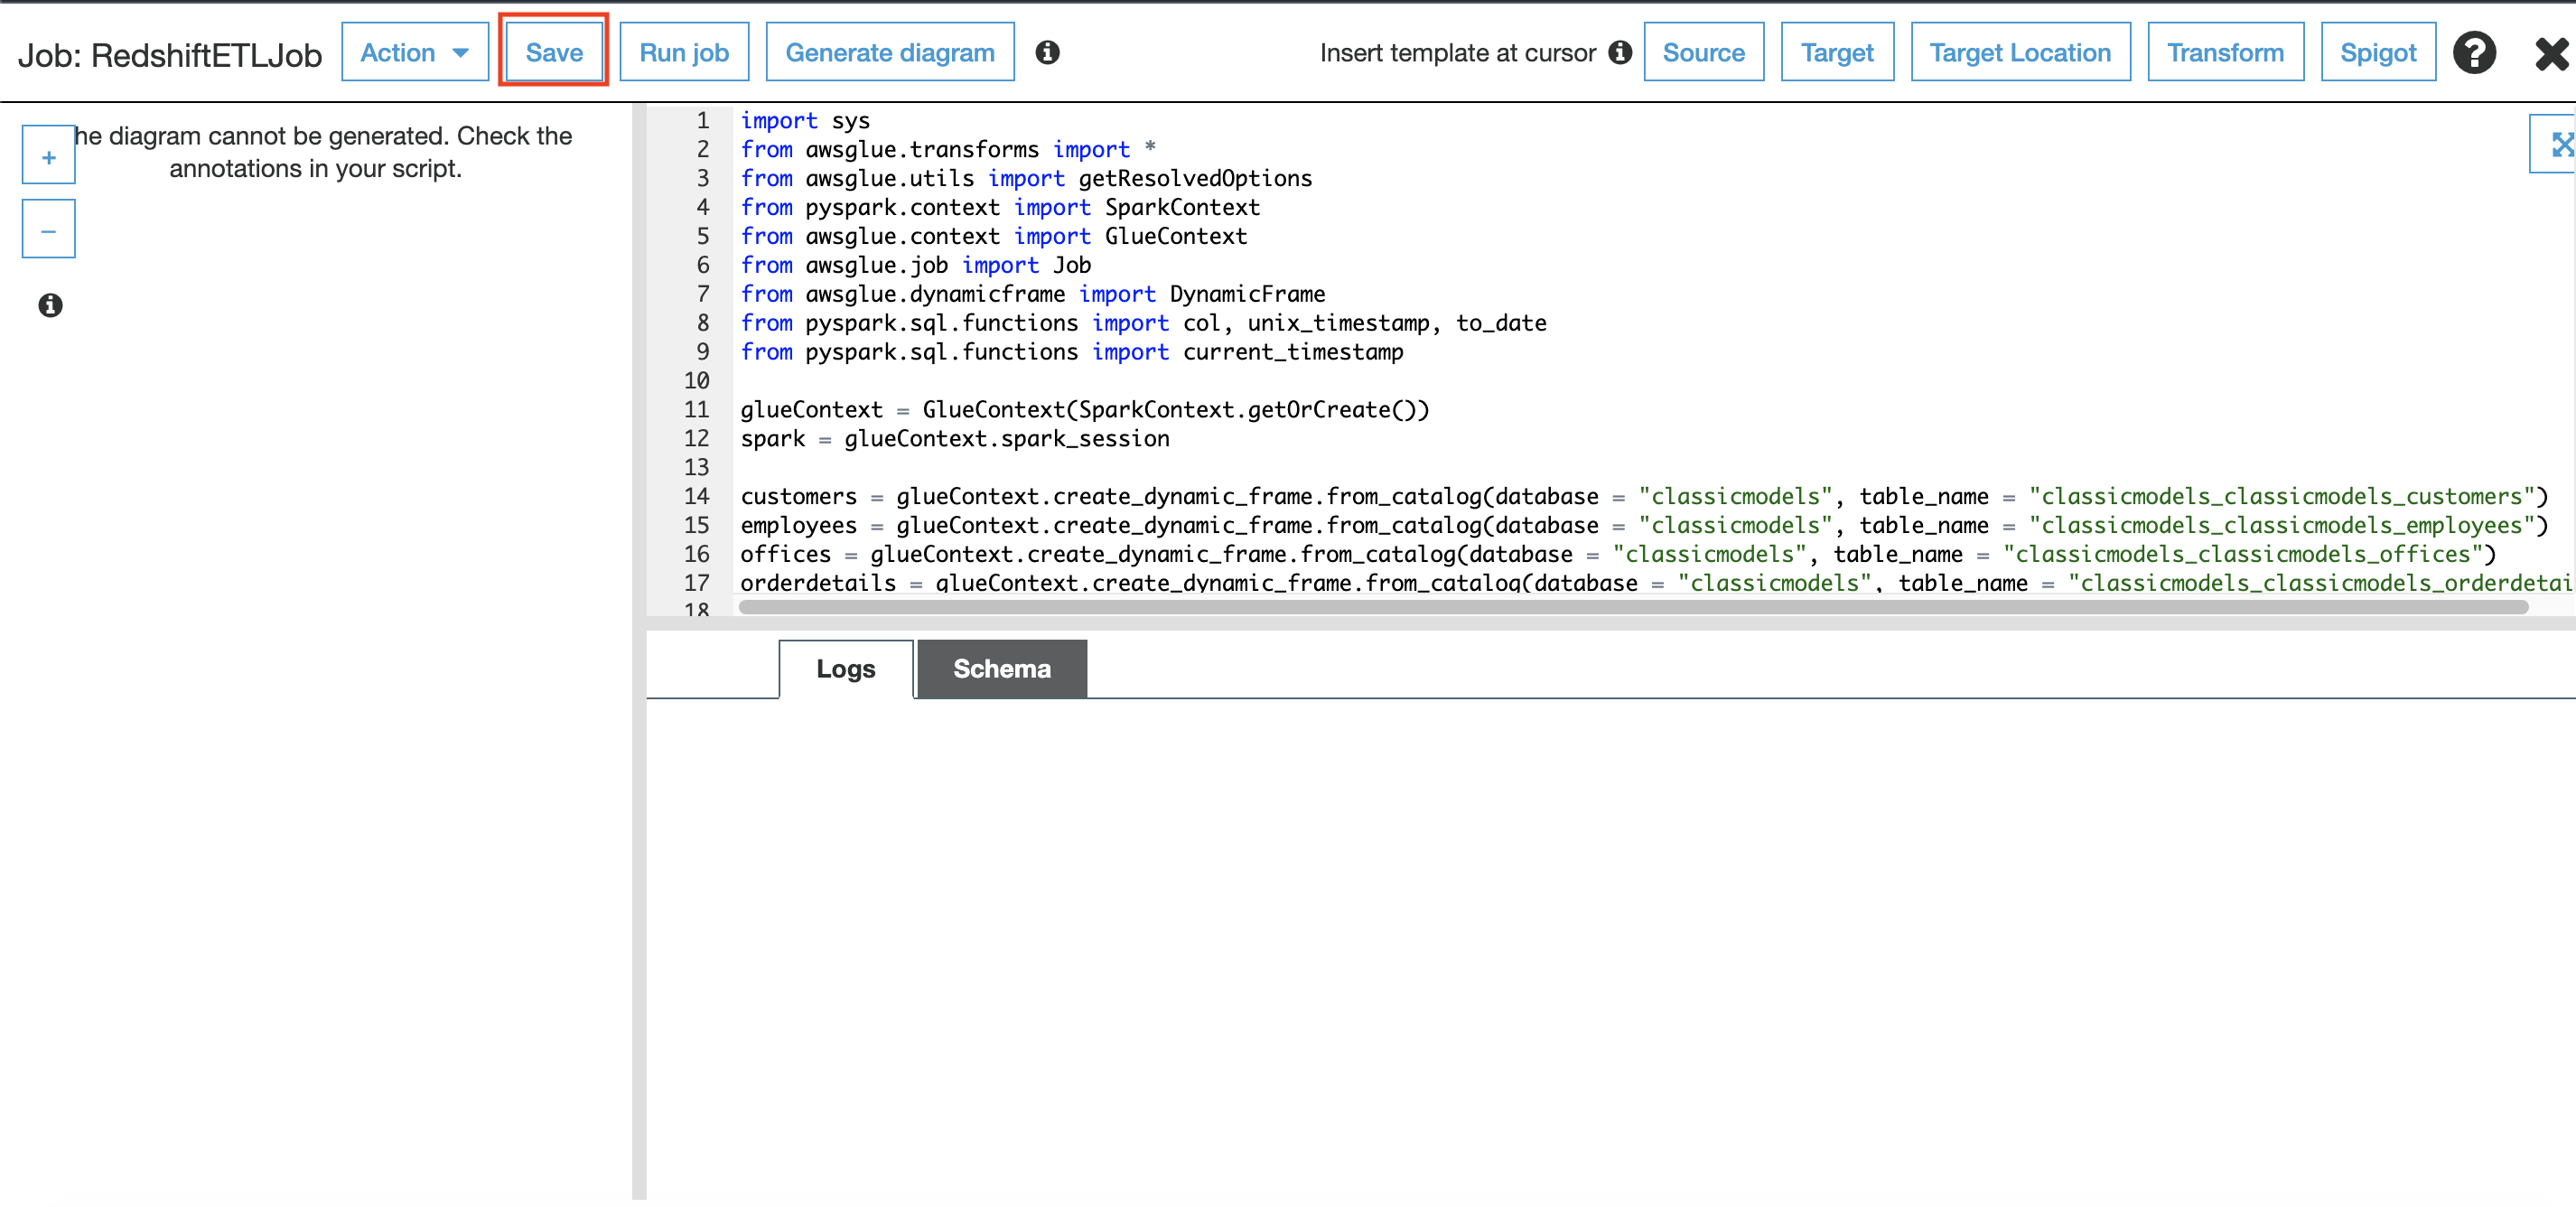 Job: RedshiftETLJob Action Save Run job Generate diagram Insert template at cursor Source Target Target Location Transform Spigot
he diagram cannot be generated. Check the
annotations in your script.
1 import sys
2 from awsglue.transforms import *
3 from awsglue.utils import getResolvedOptions
4 from pyspark.context import SparkContext
5 from awsglue.context import GlueContext
6 from awsglue.job import Job
7 from awsglue.dynamicframe import DynamicFrame
8 from pyspark.sql.functions import col, unix_timestamp, to_date
9 from pyspark.sql.functions import current_timestamp
10
11 glueContext = GlueContext(SparkContext.getOrCreate())
12 spark = glueContext.spark_session
13
14 customers = glueContext.create_dynamic_frame.from_catalog(database = "classicmodels", table_name = "classicmodels_classicmodels_customers")
15 employees = glueContext.create_dynamic_frame.from_catalog(database = "classicmodels", table_name = "classicmodels_classicmodels_employees")
16 offices = glueContext.create_dynamic_frame.from_catalog(database = "classicmodels", table_name = "classicmodels_classicmodels_offices")
17 orderdetails = glueContext.create_dynamic_frame.from_catalog(database = "classicmodels", table_name = "classicmodels_classicmodels_orderdetai
18
Logs Schema